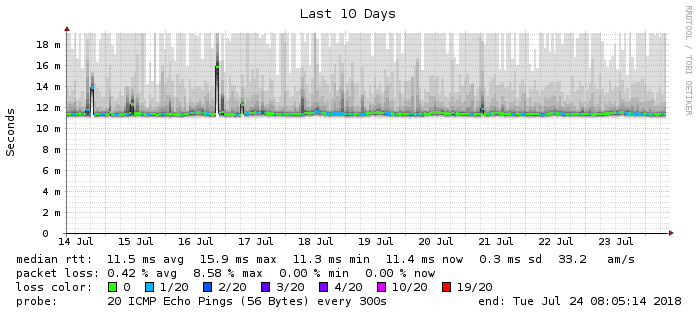 Last 10 Days
RRDTOOL / TOBI OETIKER
Seconds
18 m
16 m
14 m
12 m
10 m
8 m
6 m
4 m
2 m
0
14 Jul 15 Jul 16 Jul 17 Jul 18 Jul 19 Jul 20 Jul 21 Jul 22 Jul 23 Jul
median rtt: 11.5 ms avg 15.9 ms max 11.3 ms min 11.4 ms now 0.3 ms sd 33.2 am/s
packet loss: 0.42 % avg 8.58 % max 0.00 % min 0.00 % now
loss color: 0 1/20 2/20 3/20 4/20 10/20 19/20
probe: 20 ICMP Echo Pings (56 Bytes) every 300s end: Tue Jul 24 08:05:14 2018